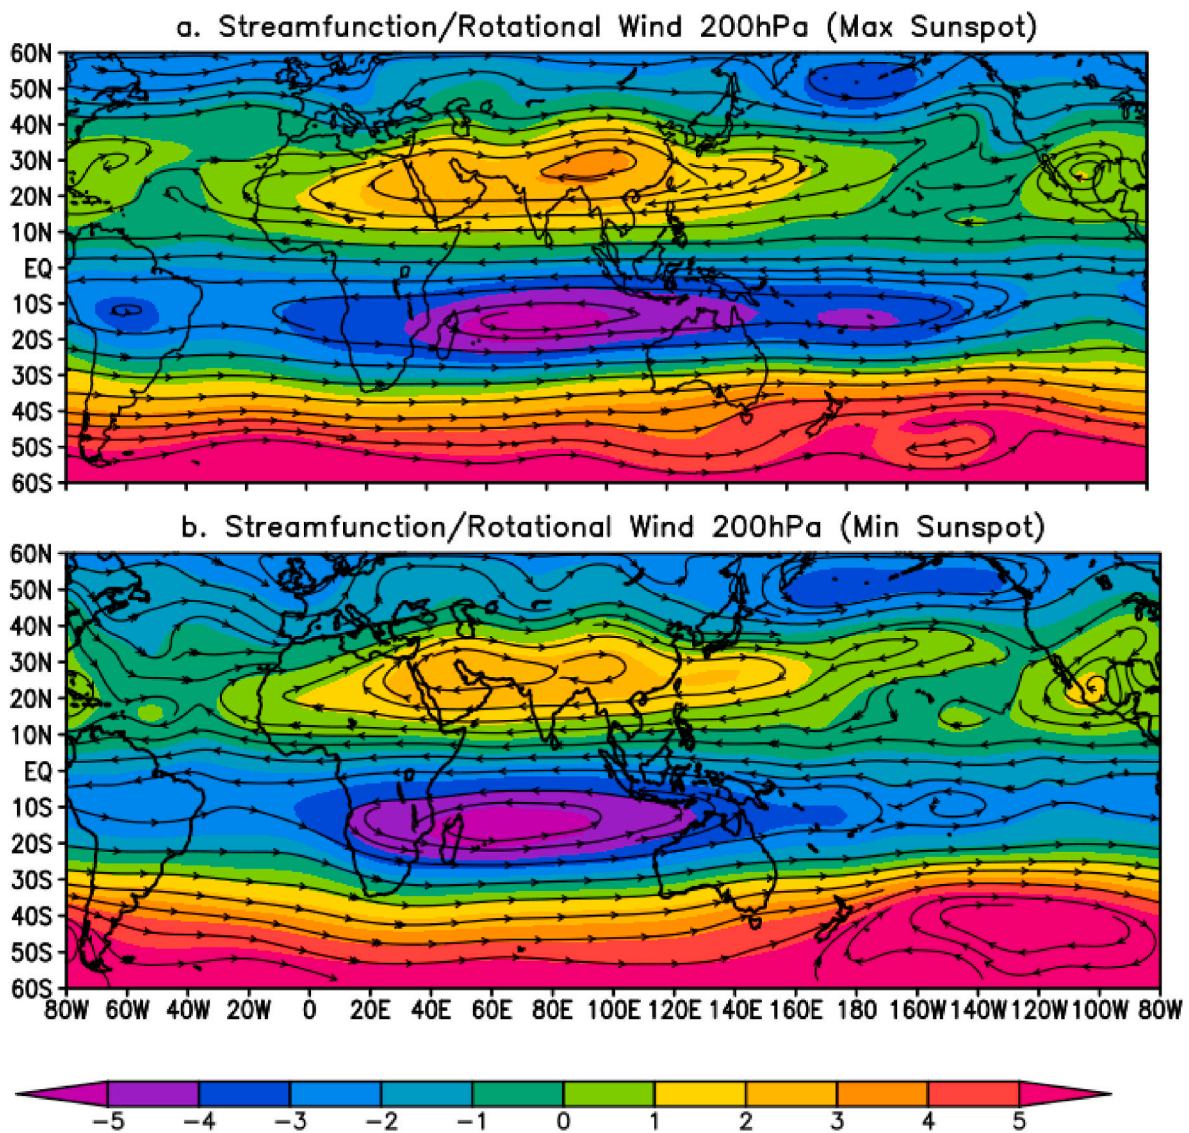 a. Streamfunction/Rotational Wind 200hPa (Max Sunspot)
60N
50N
40N
30N
20N
10N
EQ
10S
20S
30S
40S
50S
60S
b. Streamfunction/Rotational Wind 200hPa (Min Sunspot)
60N
50N
40N
30N
20N
10N
EQ
10S
20S
30S
40S
50S
60S
80W 60W 40W 20W 0 20E 40E 60E 80E 100E 120E 140E 160E 180 160W 140W 120W 100W 80W
−5 −4 −3 −2 −1 0 1 2 3 4 5